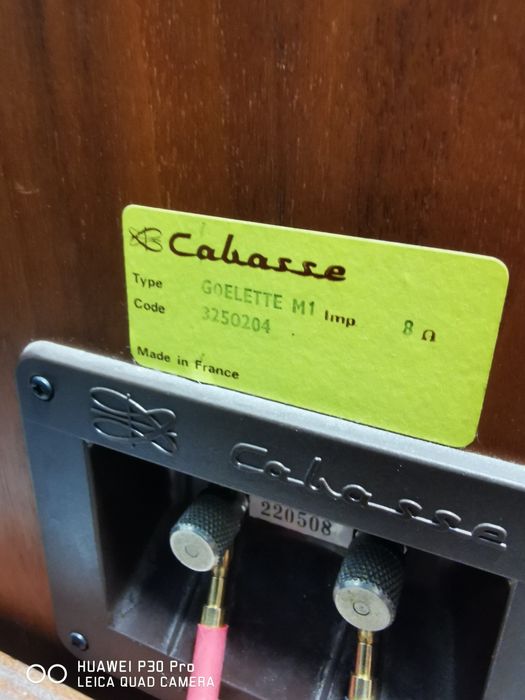 Cabasse
Type GOELETTE M1 Imp. 8 Ω
Code 3250204
Made in France
Cabasse
220508
HUAWEI P30 Pro
LEICA QUAD CAMERA